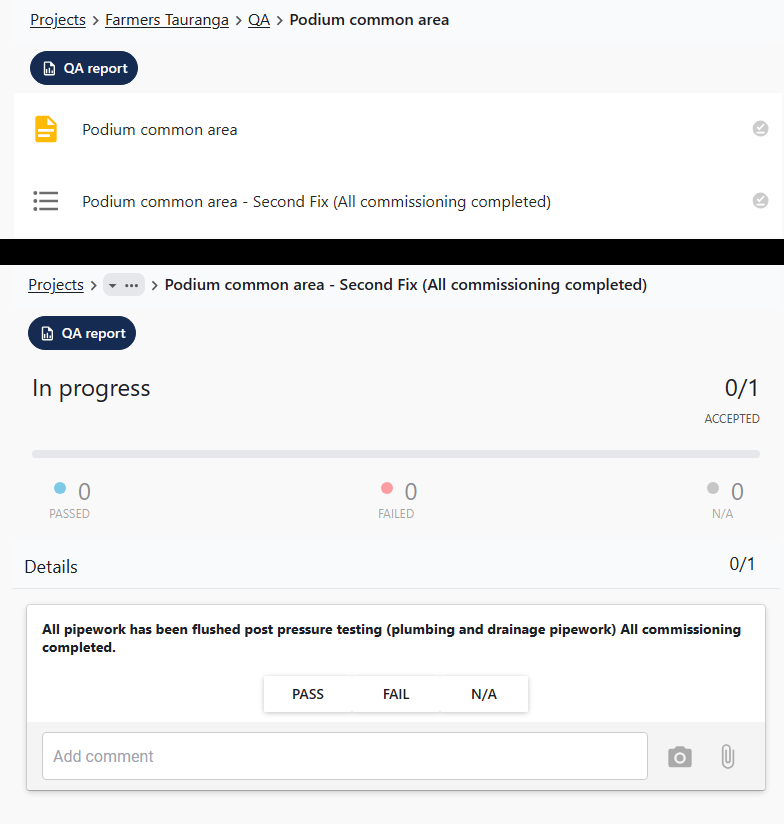 Projects > Farmers Tauranga > QA > Podium common area
QA report
Podium common area
Podium common area - Second Fix (All commissioning completed)
Projects > ... > Podium common area - Second Fix (All commissioning completed)
QA report
In progress
0/1
ACCEPTED
0
PASSED
0
FAILED
0
N/A
Details
0/1
All pipework has been flushed post pressure testing (plumbing and drainage pipework) All commissioning
completed.
PASS
FAIL
N/A
Add comment